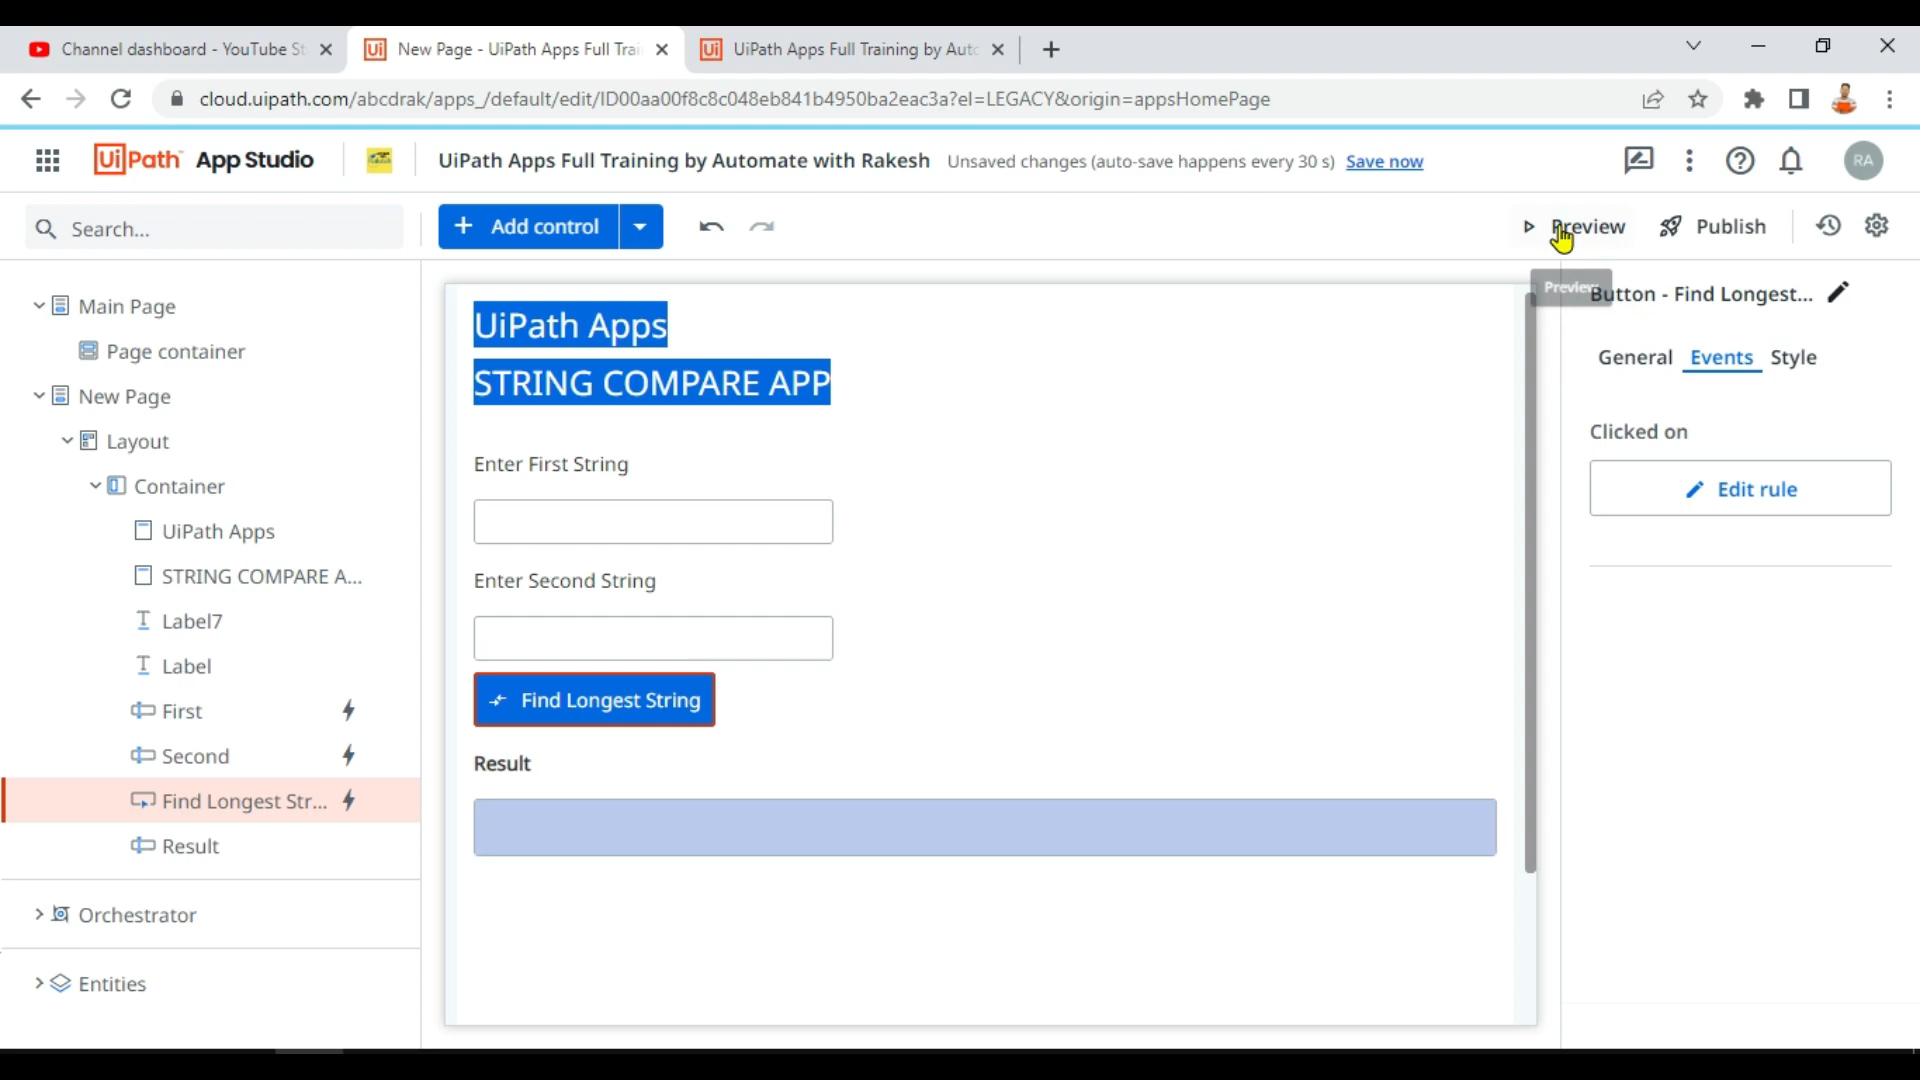 Channel dashboard - YouTube St
New Page - UiPath Apps Full Trai
UiPath Apps Full Training by Auto
cloud.uipath.com/abcdrak/apps_/default/edit/ID00aa00f8c8c048eb841b4950ba2eac3a?el=LEGACY&origin=appsHomePage
UiPath App Studio
UiPath Apps Full Training by Automate with Rakesh Unsaved changes (auto-save happens every 30 s) Save now
RA
Search...
Add control
Preview
Publish
Preview
Main Page
Page container
New Page
Layout
Container
UiPath Apps
STRING COMPARE A...
Label7
Label
First
Second
Find Longest Str...
Result
Orchestrator
Entities
UiPath Apps
STRING COMPARE APP
Enter First String
Enter Second String
Find Longest String
Result
Button - Find Longest...
General Events Style
Clicked on
Edit rule